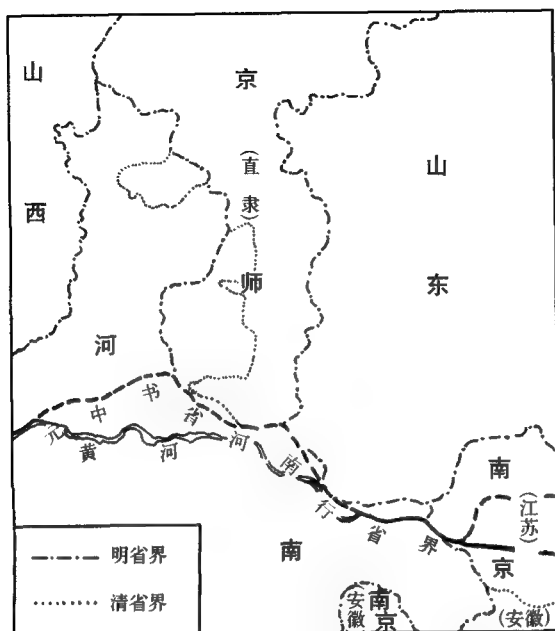 山西
京师
(直隶)
山东
河南
元中书省河南行省界
黄河
南京
(江苏)
(安徽)
南京
安徽
明省界
清省界